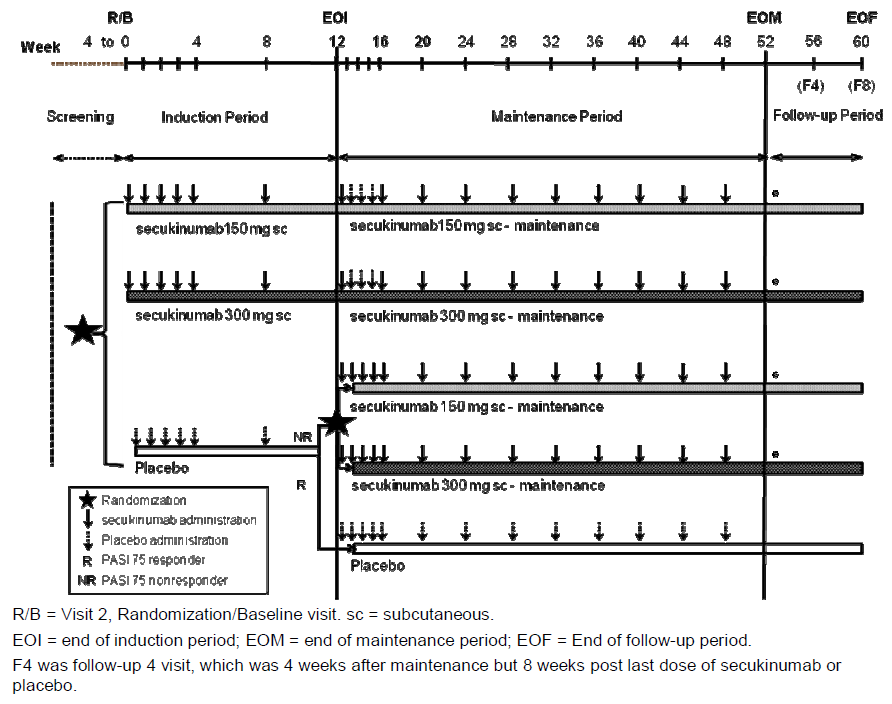 R/B EOI EOM EOF
Week 4 to 0 4 8 12 16 20 24 28 32 36 40 44 48 52 56 60
(F4) (F8)
Screening Induction Period Maintenance Period Follow-up Period
secukinumab150 mg sc secukinumab150 mg sc - maintenance
secukinumab 300 mg sc secukinumab 300 mg sc - maintenance
secukinumab 150 mg sc - maintenance
NR
Placebo
R
secukinumab 300 mg sc - maintenance
Placebo
Randomization
secukinumab administration
Placebo administration
R PASI 75 responder
NR PASI 75 nonresponder
R/B = Visit 2, Randomization/Baseline visit. sc = subcutaneous.
EOI = end of induction period; EOM = end of maintenance period; EOF = End of follow-up period.
F4 was follow-up 4 visit, which was 4 weeks after maintenance but 8 weeks post last dose of secukinumab or
placebo.